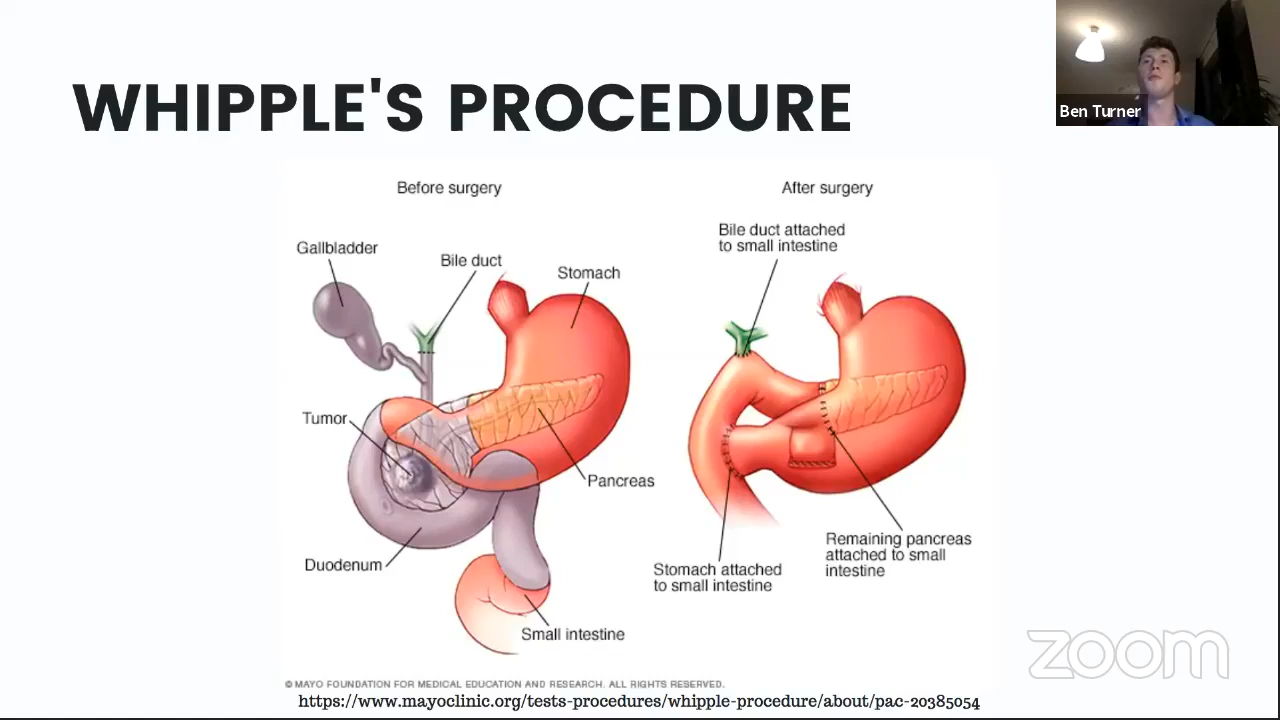 WHIPPLE'S PROCEDURE
Ben Turner
Before surgery
After surgery
Gallbladder
Bile duct
Stomach
Bile duct attached
to small intestine
Tumor
Pancreas
Duodenum
Small intestine
Stomach attached
to small intestine
Remaining pancreas
attached to small
intestine
zoom
© MAYO FOUNDATION FOR MEDICAL EDUCATION AND RESEARCH. ALL RIGHTS RESERVED.
https://www.mayoclinic.org/tests-procedures/whipple-procedure/about/pac-20385054